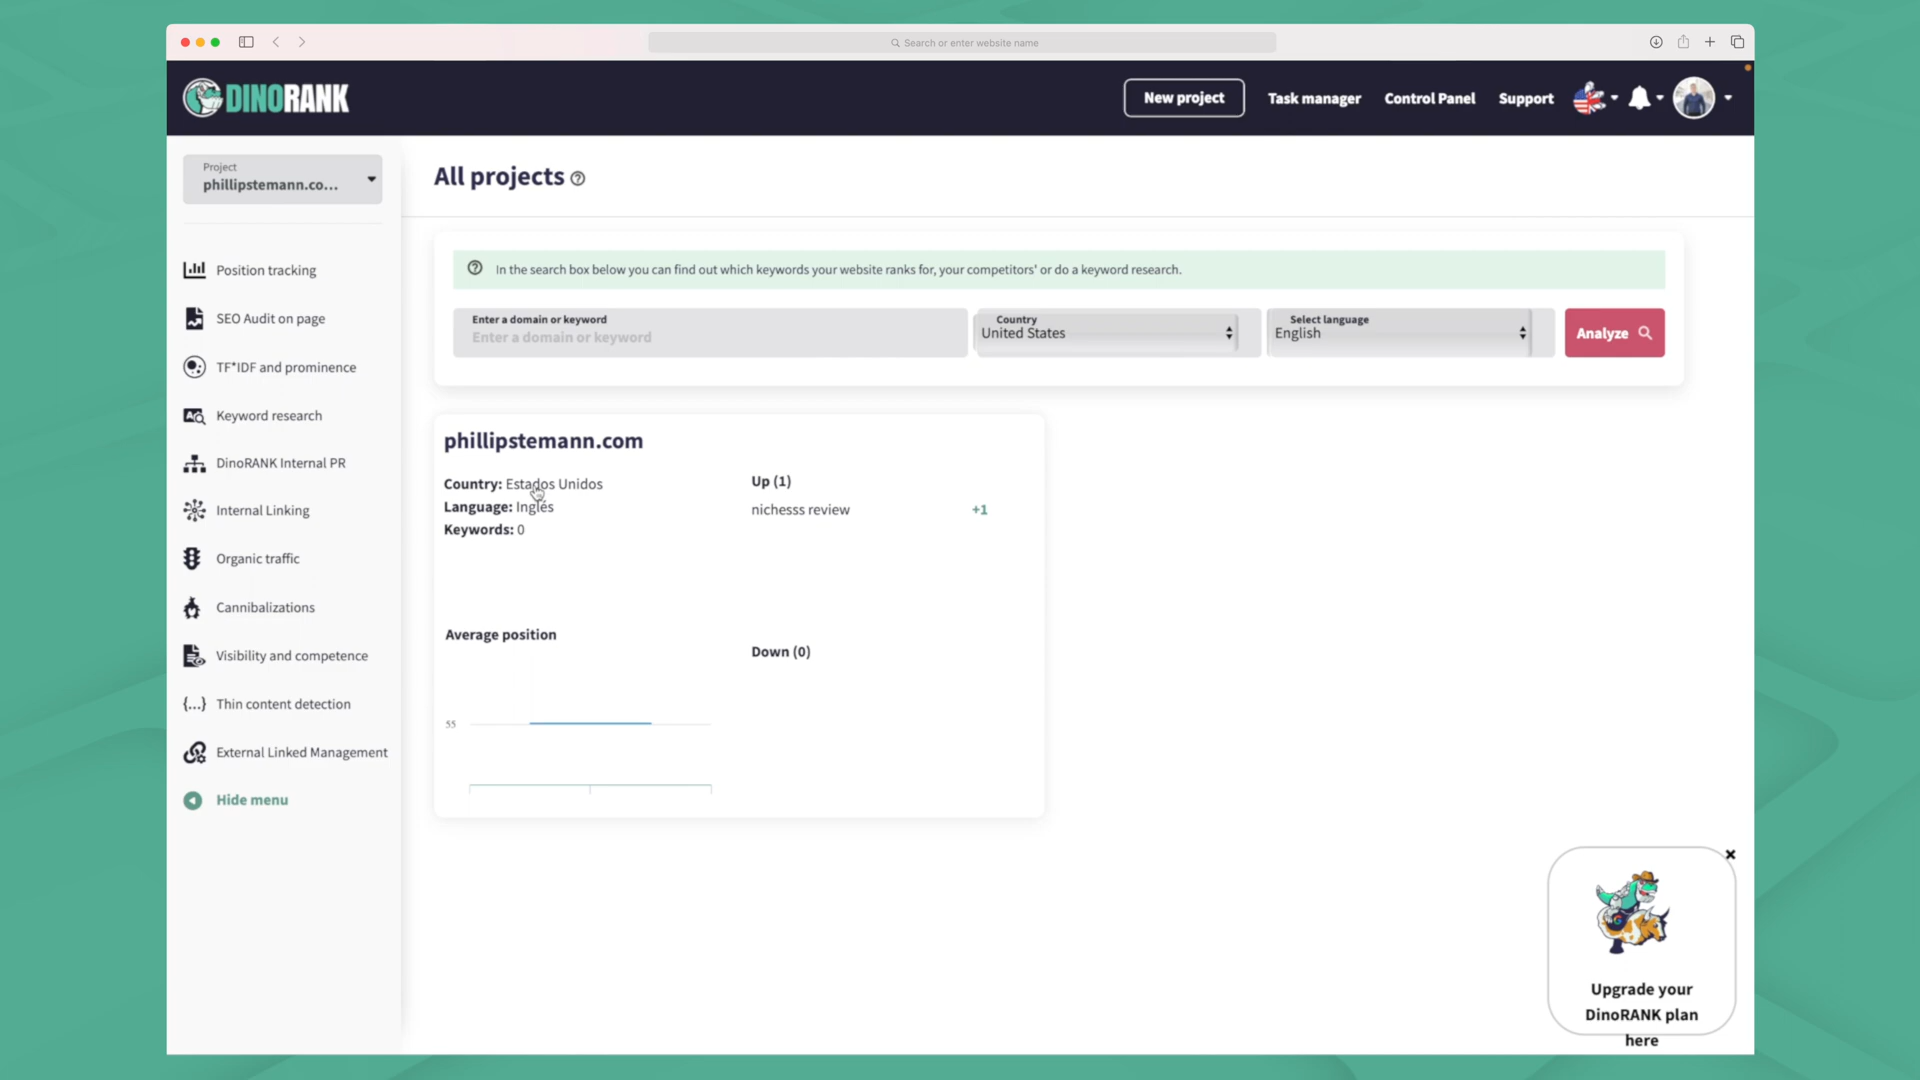 Search or enter website name
DINORANK
New project
Task manager
Control Panel
Support
Project
phillipstemann.co...
All projects
Position tracking
SEO Audit on page
TF*IDF and prominence
Keyword research
DinoRANK Internal PR
Internal Linking
Organic traffic
Cannibalizations
Visibility and competence
Thin content detection
External Linked Management
Hide menu
In the search box below you can find out which keywords your website ranks for, your competitors' or do a keyword research.
Enter a domain or keyword
Enter a domain or keyword
Country
United States
Select language
English
Analyze
phillipstemann.com
Country: Estados Unidos
Language: Inglés
Keywords: 0
Up (1)
nichesss review +1
Average position
55
Down (0)
Upgrade your
DinoRANK plan
here